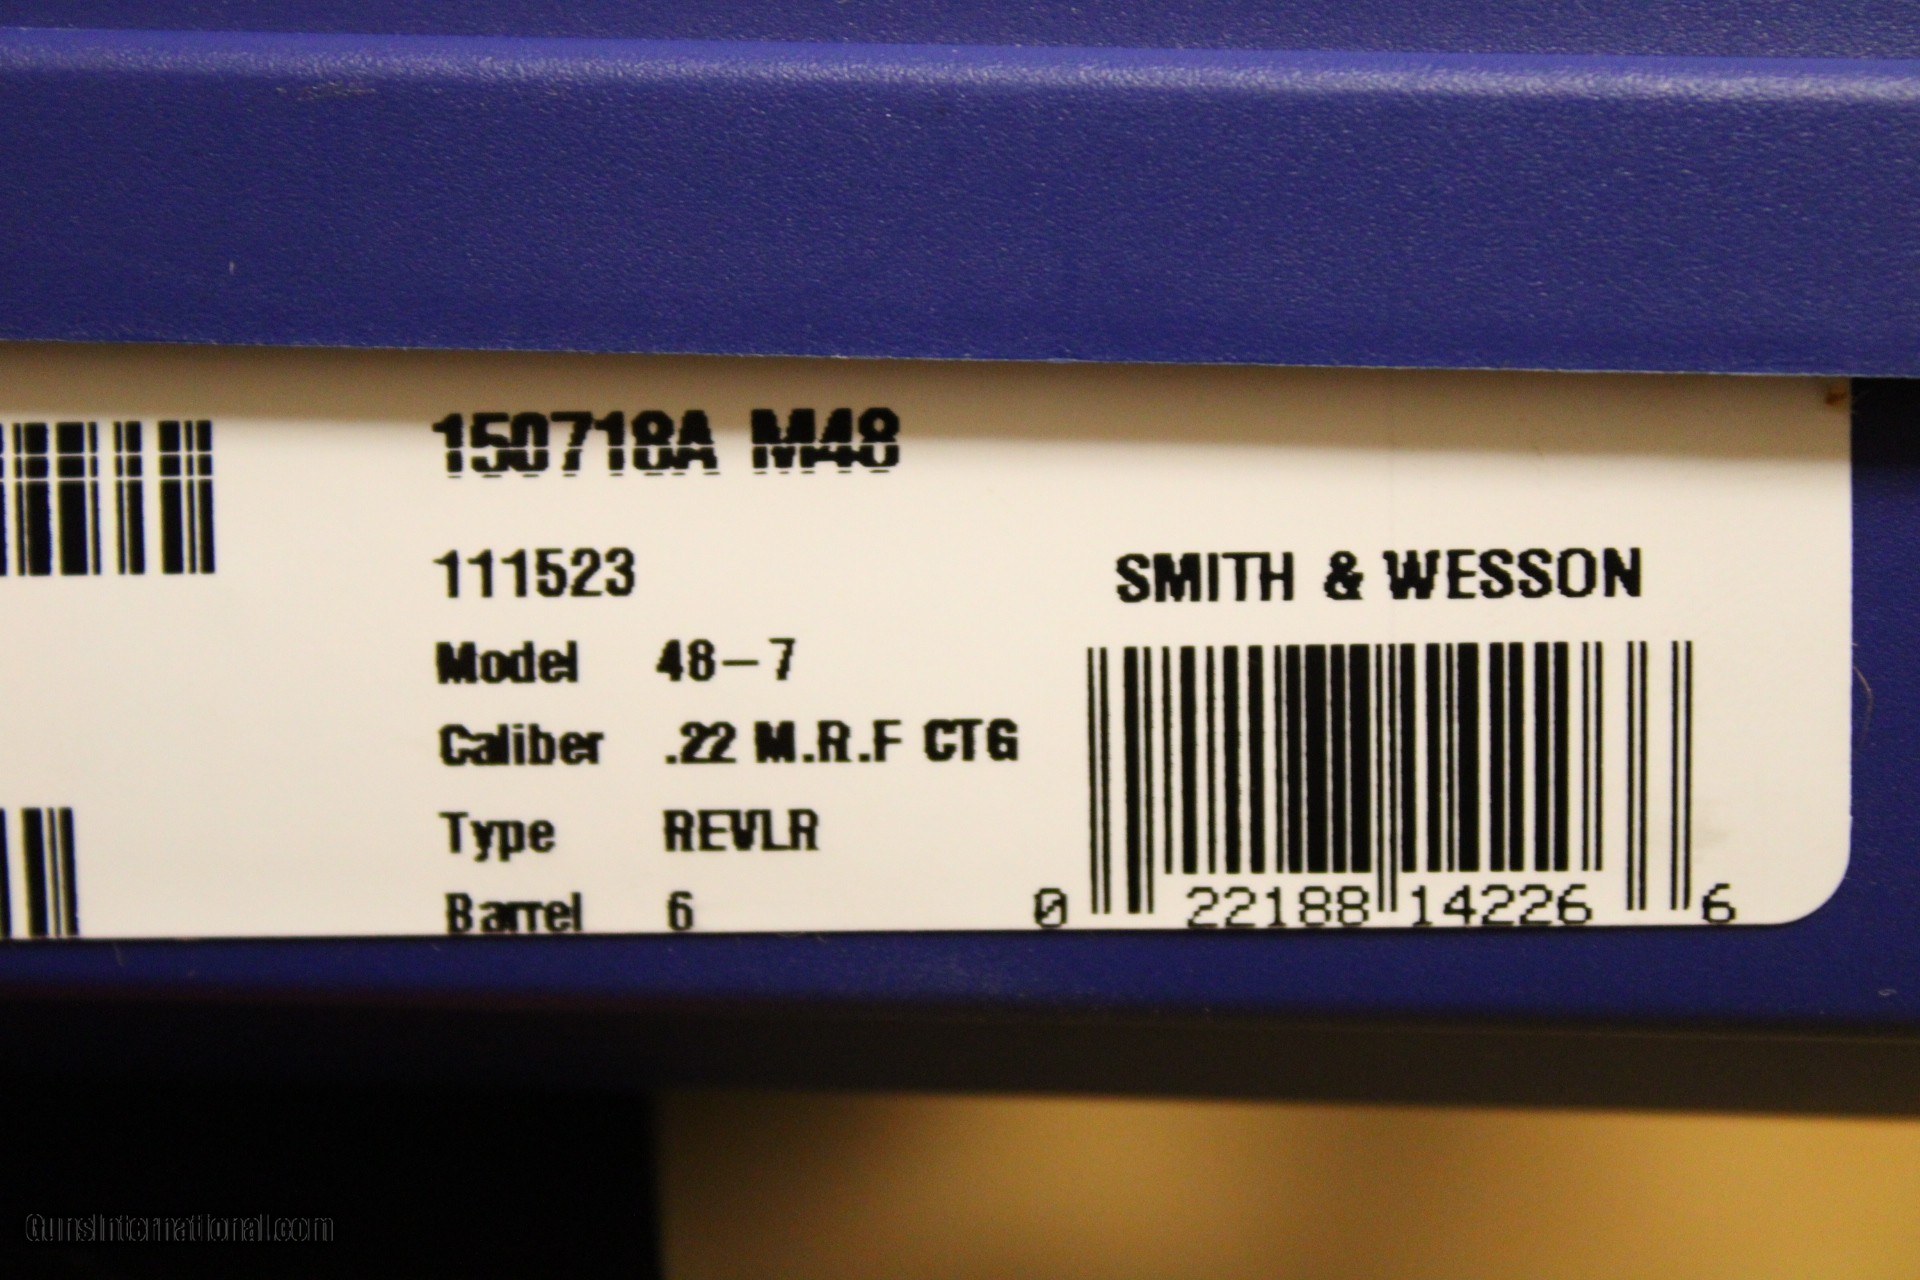 150718A M48
111523
SMITH & WESSON
Model 48-7
Caliber .22 M.R.F CTG
Type REVLR
Barrel 6
0 22188 14226 6
GunsInternational.com